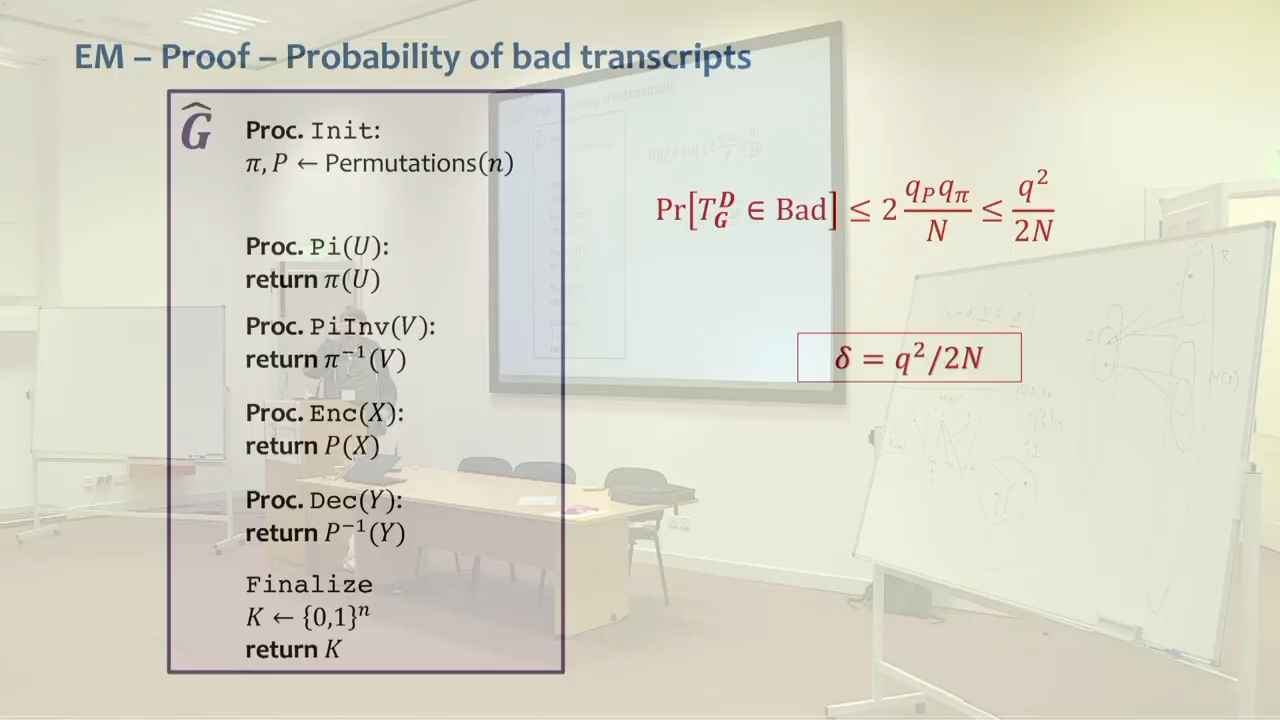 EM – Proof – Probability of bad transcripts
Ĝ
Proc. Init:
π, P ← Permutations(n)
Proc. Pi(U):
return π(U)
Proc. PiInv(V):
return π⁻¹(V)
Proc. Enc(X):
return P(X)
Proc. Dec(Y):
return P⁻¹(Y)
Finalize
K ← {0,1}ⁿ
return K
Pr[T_G^D ∈ Bad] ≤ 2 q_P q_π / N ≤ q² / 2N
δ = q²/2N